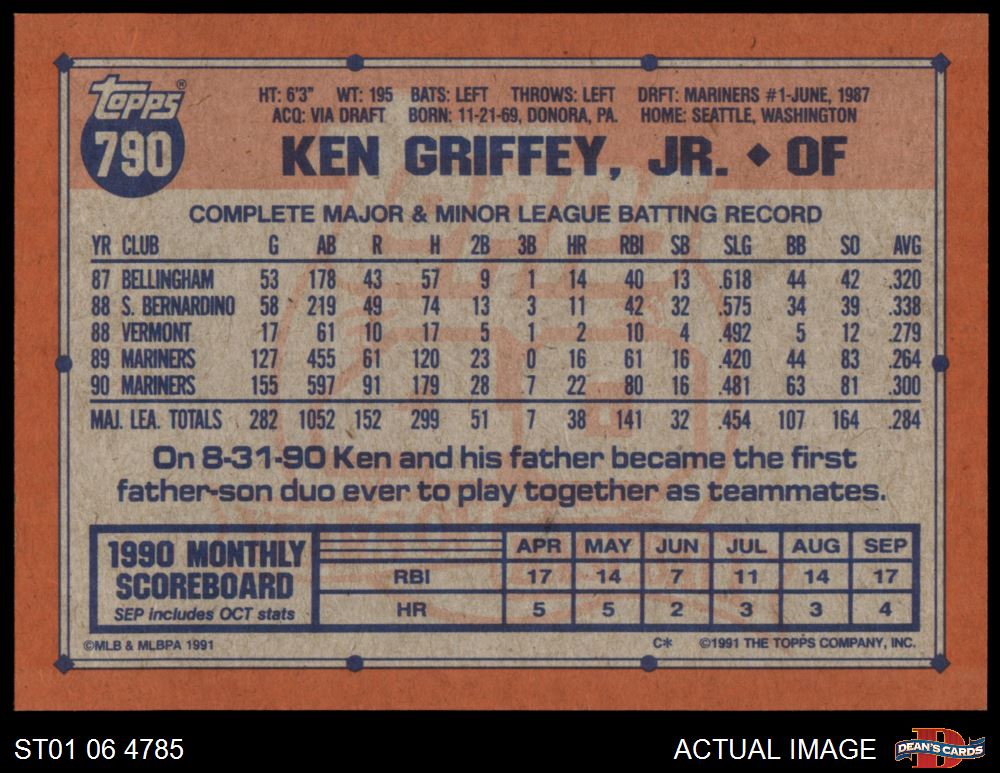 Topps®
790
HT: 6'3" WT: 195 BATS: LEFT THROWS: LEFT DRFT: MARINERS #1-JUNE, 1987
ACQ: VIA DRAFT BORN: 11-21-69, DONORA, PA. HOME: SEATTLE, WASHINGTON
KEN GRIFFEY, JR. ◆ OF
COMPLETE MAJOR & MINOR LEAGUE BATTING RECORD
YR CLUB G AB R H 2B 3B HR RBI SB SLG BB SO AVG
87 BELLINGHAM 53 178 43 57 9 1 14 40 13 .618 44 42 .320
88 S. BERNARDINO 58 219 49 74 13 3 11 42 32 .575 34 39 .338
88 VERMONT 17 61 10 17 5 1 2 10 4 .492 5 12 .279
89 MARINERS 127 455 61 120 23 0 16 61 16 .420 44 83 .264
90 MARINERS 155 597 91 179 28 7 22 80 16 .481 63 81 .300
MAJ. LEA. TOTALS 282 1052 152 299 51 7 38 141 32 .454 107 164 .284
On 8-31-90 Ken and his father became the first
father-son duo ever to play together as teammates.
1990 MONTHLY
SCOREBOARD
SEP includes OCT stats
APR MAY JUN JUL AUG SEP
RBI 17 14 7 11 14 17
HR 5 5 2 3 3 4
©MLB & MLBPA 1991 C* ©1991 THE TOPPS COMPANY, INC.
ST01 06 4785 ACTUAL IMAGE DEAN'S CARDS